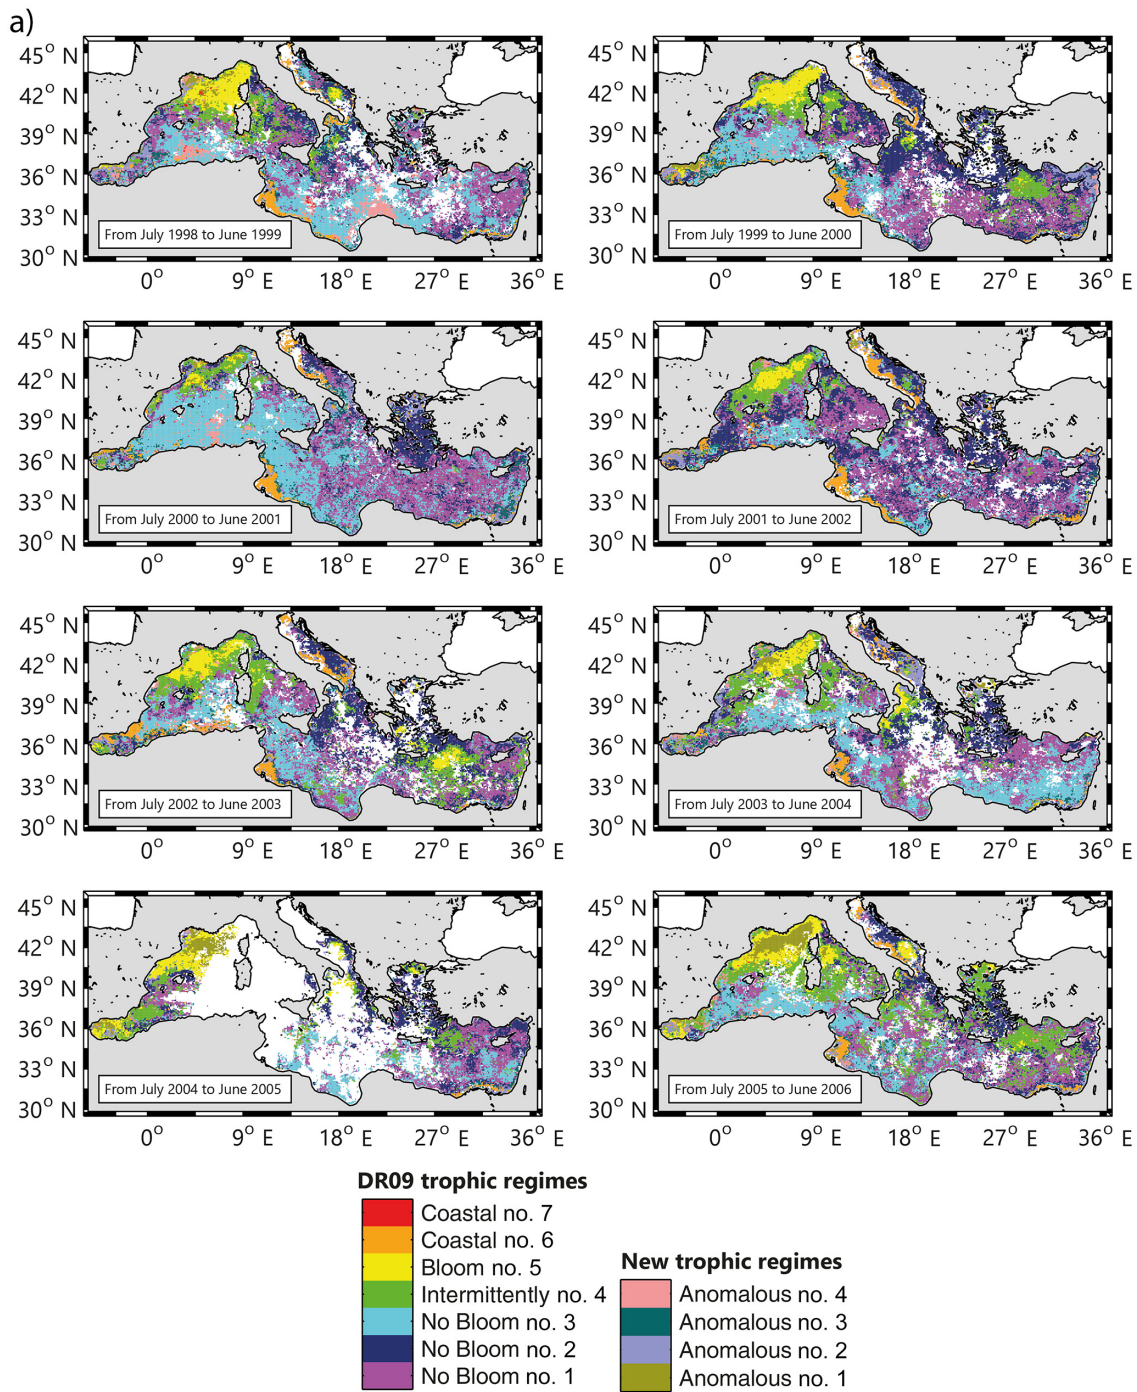 a)
45° N
42° N
39° N
36° N
33° N
30° N
From July 1998 to June 1999
0° 9° E 18° E 27° E 36° E
45° N
42° N
39° N
36° N
33° N
30° N
From July 1999 to June 2000
0° 9° E 18° E 27° E 36° E
45° N
42° N
39° N
36° N
33° N
30° N
From July 2000 to June 2001
0° 9° E 18° E 27° E 36° E
45° N
42° N
39° N
36° N
33° N
30° N
From July 2001 to June 2002
0° 9° E 18° E 27° E 36° E
45° N
42° N
39° N
36° N
33° N
30° N
From July 2002 to June 2003
0° 9° E 18° E 27° E 36° E
45° N
42° N
39° N
36° N
33° N
30° N
From July 2003 to June 2004
0° 9° E 18° E 27° E 36° E
45° N
42° N
39° N
36° N
33° N
30° N
From July 2004 to June 2005
0° 9° E 18° E 27° E 36° E
45° N
42° N
39° N
36° N
33° N
30° N
From July 2005 to June 2006
0° 9° E 18° E 27° E 36° E
DR09 trophic regimes
Coastal no. 7
Coastal no. 6
Bloom no. 5
Intermittently no. 4
No Bloom no. 3
No Bloom no. 2
No Bloom no. 1
New trophic regimes
Anomalous no. 4
Anomalous no. 3
Anomalous no. 2
Anomalous no. 1